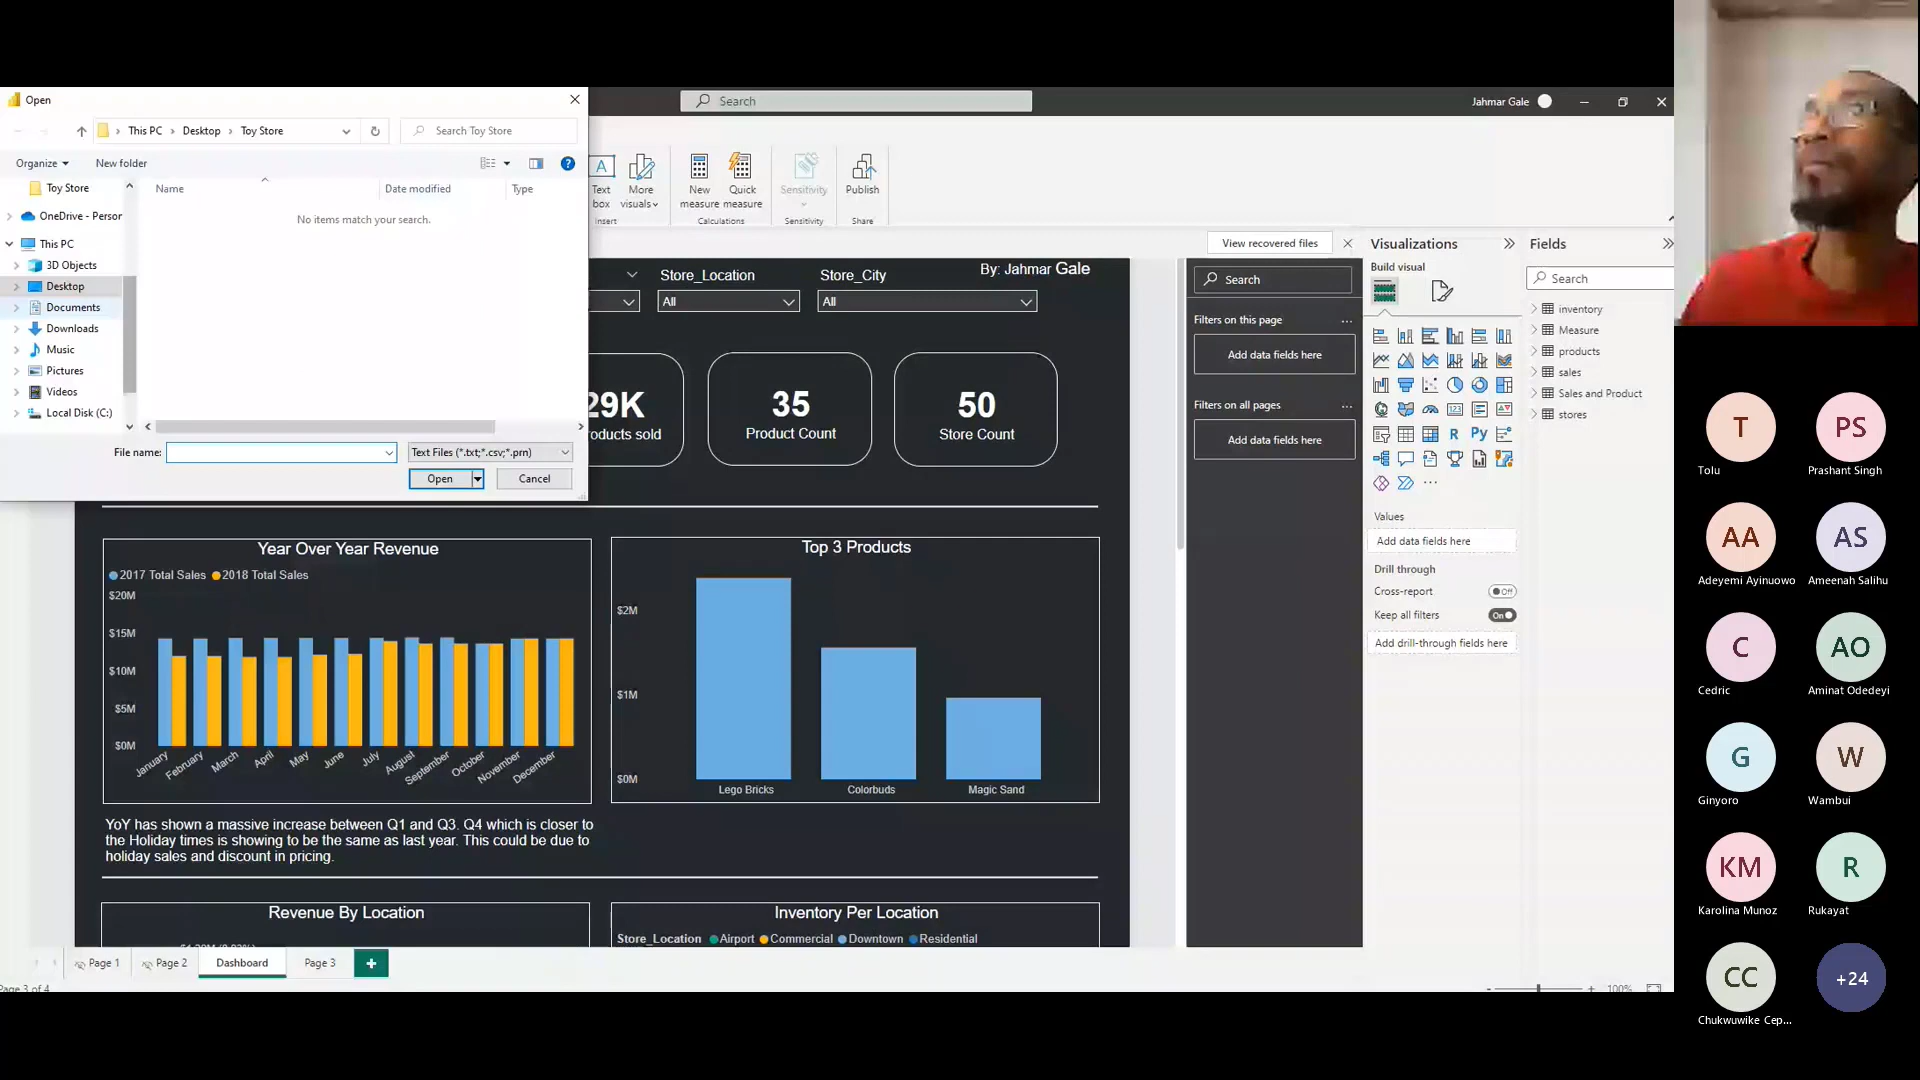 Open
This PC > Desktop > Toy Store
Search Toy Store
Organize
New folder
Name
Date modified
Type
No items match your search.
Toy Store
OneDrive - Person
This PC
3D Objects
Desktop
Documents
Downloads
Music
Pictures
Videos
Local Disk (C:)
File name:
Text Files (*.txt;*.csv;*.prn)
Open
Cancel
Search
Jahmar Gale
Text box
More visuals
Insert
New measure
Quick measure
Calculations
Sensitivity
Sensitivity
Publish
Share
View recovered files
Store_Location
All
Store_City
All
By: Jahmar Gale
29K
oducts sold
35
Product Count
50
Store Count
Year Over Year Revenue
2017 Total Sales 2018 Total Sales
$20M
$15M
$10M
$5M
$0M
January
February
March
April
May
June
July
August
September
October
November
December
Top 3 Products
$2M
$1M
$0M
Lego Bricks
Colorbuds
Magic Sand
YoY has shown a massive increase between Q1 and Q3. Q4 which is closer to
the Holiday times is showing to be the same as last year. This could be due to
holiday sales and discount in pricing.
Revenue By Location
Inventory Per Location
Store_Location Airport Commercial Downtown Residential
Page 1
Page 2
Dashboard
Page 3
+
Page 3 of 4
100%
Search
Filters on this page
Add data fields here
Filters on all pages
Add data fields here
Visualizations
Build visual
R
Py
Values
Add data fields here
Drill through
Cross-report
Off
Keep all filters
On
Add drill-through fields here
Fields
Search
inventory
Measure
products
sales
Sales and Product
stores
T
Tolu
PS
Prashant Singh
AA
Adeyemi Ayinuowo
AS
Ameenah Salihu
C
Cedric
AO
Aminat Odedeyi
G
Ginyoro
W
Wambui
KM
Karolina Munoz
R
Rukayat
CC
Chukwuwike Cep...
+24